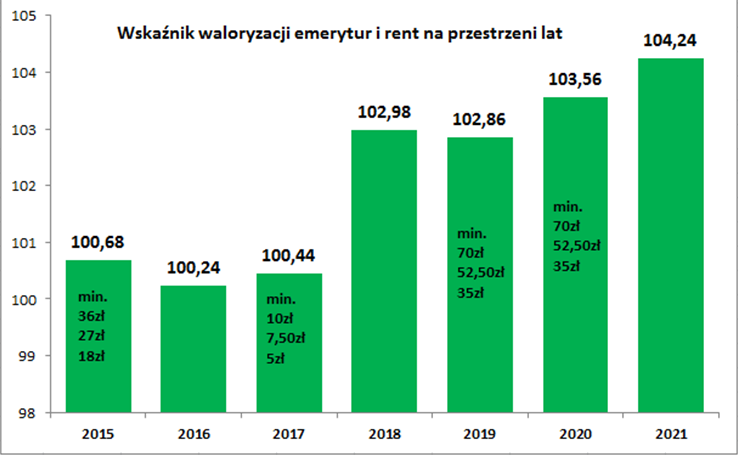 Wskaźnik waloryzacji emerytur i rent na przestrzeni lat
105
104
103
102
101
100
99
98
100,68
100,24
100,44
102,98
102,86
103,56
104,24
min.
36zł
27zł
18zł
min.
10zł
7,50zł
5zł
min.
70zł
52,50zł
35zł
min.
70zł
52,50zł
35zł
2015 2016 2017 2018 2019 2020 2021